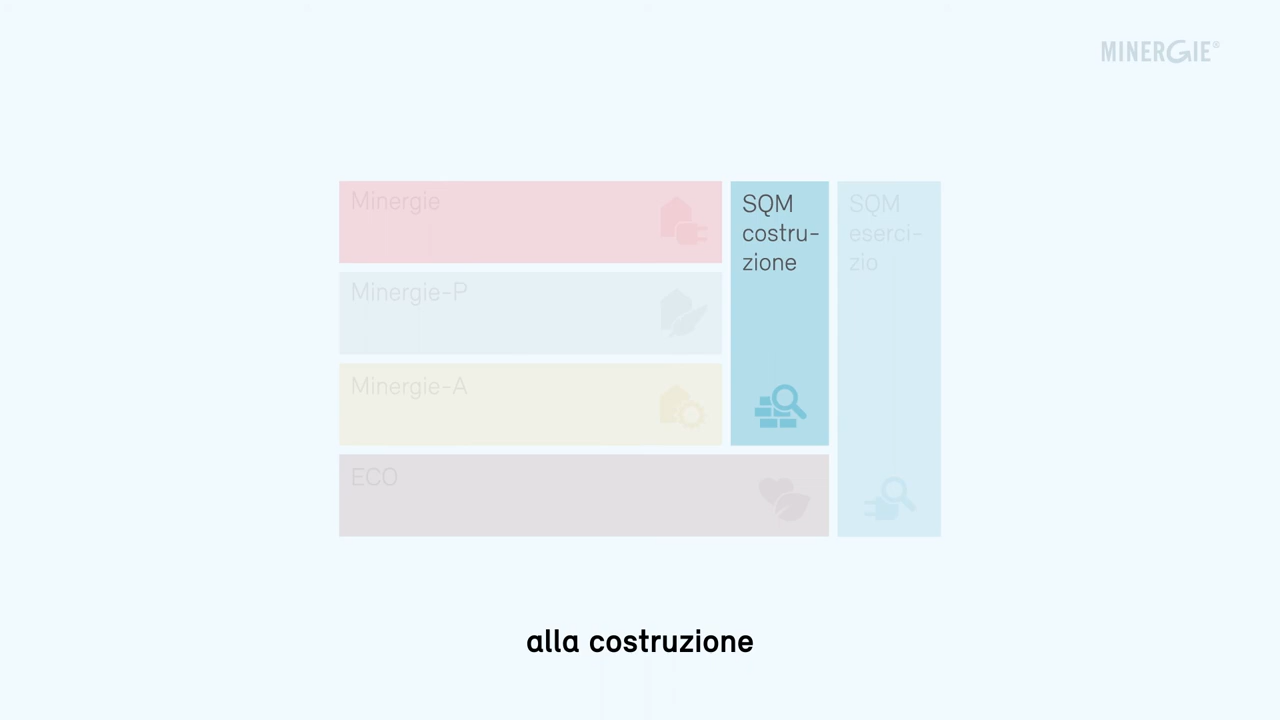 MINERGIE®
Minergie
SQM
costru-
zione
SQM
eserci-
zio
Minergie-P
Minergie-A
ECO
alla costruzione